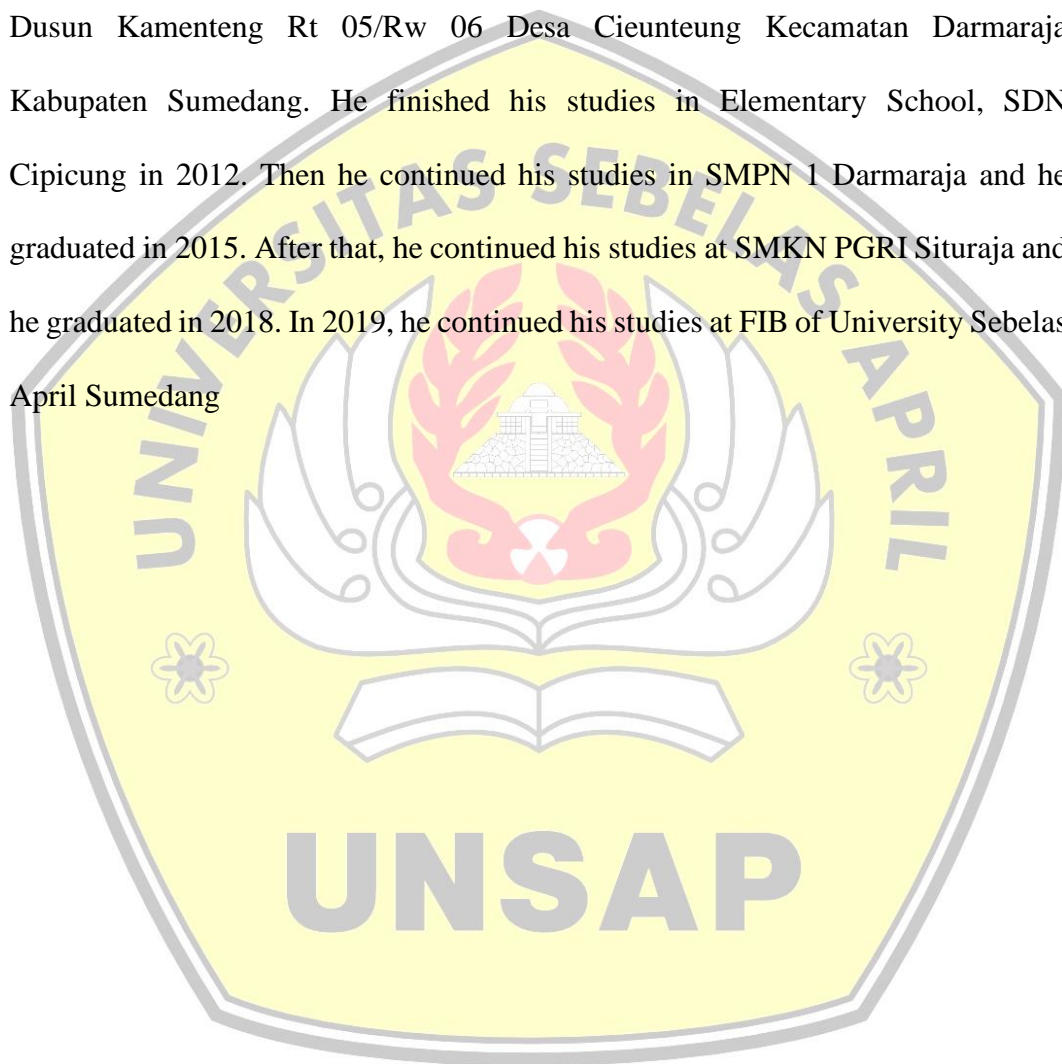 Dusun Kamenteng Rt 05/Rw 06 Desa Cieunteung Kecamatan Darmaraja
Kabupaten Sumedang. He finished his studies in Elementary School, SDN
Cipicung in 2012. Then he continued his studies in SMPN 1 Darmaraja and he
graduated in 2015. After that, he continued his studies at SMKN PGRI Situraja and
he graduated in 2018. In 2019, he continued his studies at FIB of University Sebelas
April Sumedang
UNIVERSITAS SEBELAS APRIL
UNSAP